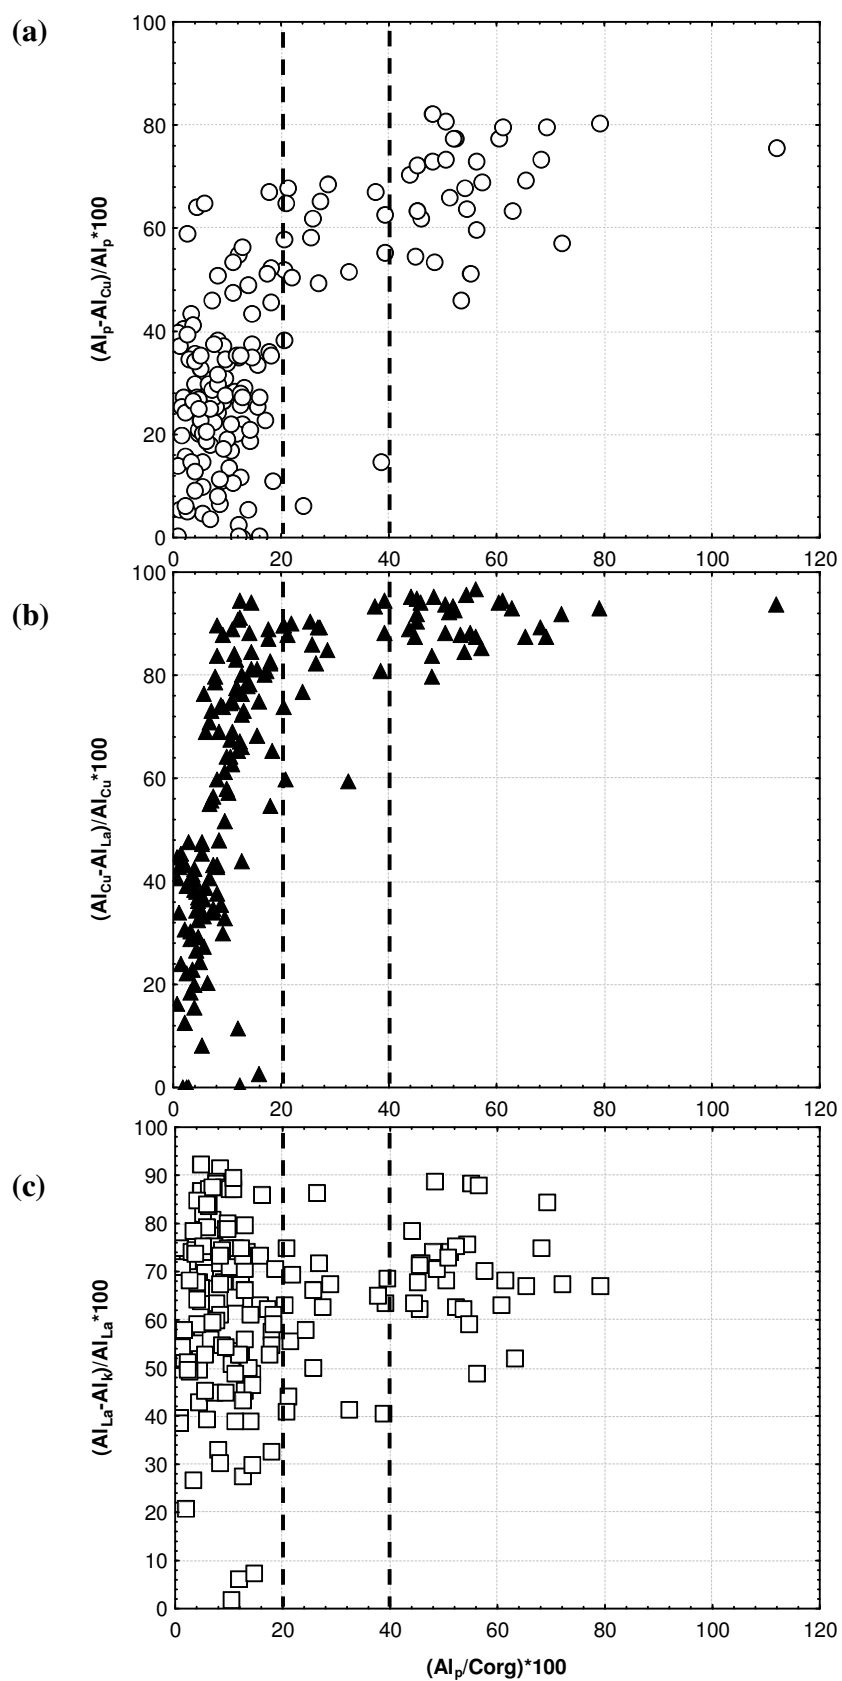 (a)
100
80
60
40
20
0
(Al_p-Al_Cu)/Al_p*100
0 20 40 60 80 100 120
(b)
100
80
60
40
20
0
(Al_Cu-Al_La)/Al_Cu*100
0 20 40 60 80 100 120
(c)
100
90
80
70
60
50
40
30
20
10
0
(Al_La-Al_k)/Al_La*100
0 20 40 60 80 100 120
(Al_p/Corg)*100